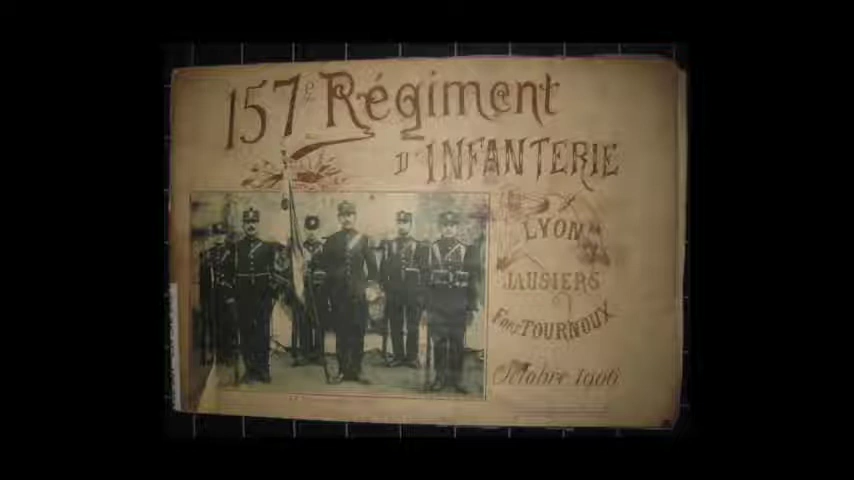 157e Régiment
D'INFANTERIE
LYON
JAUSIERS
Fort TOURNOUX
Octobre 1906